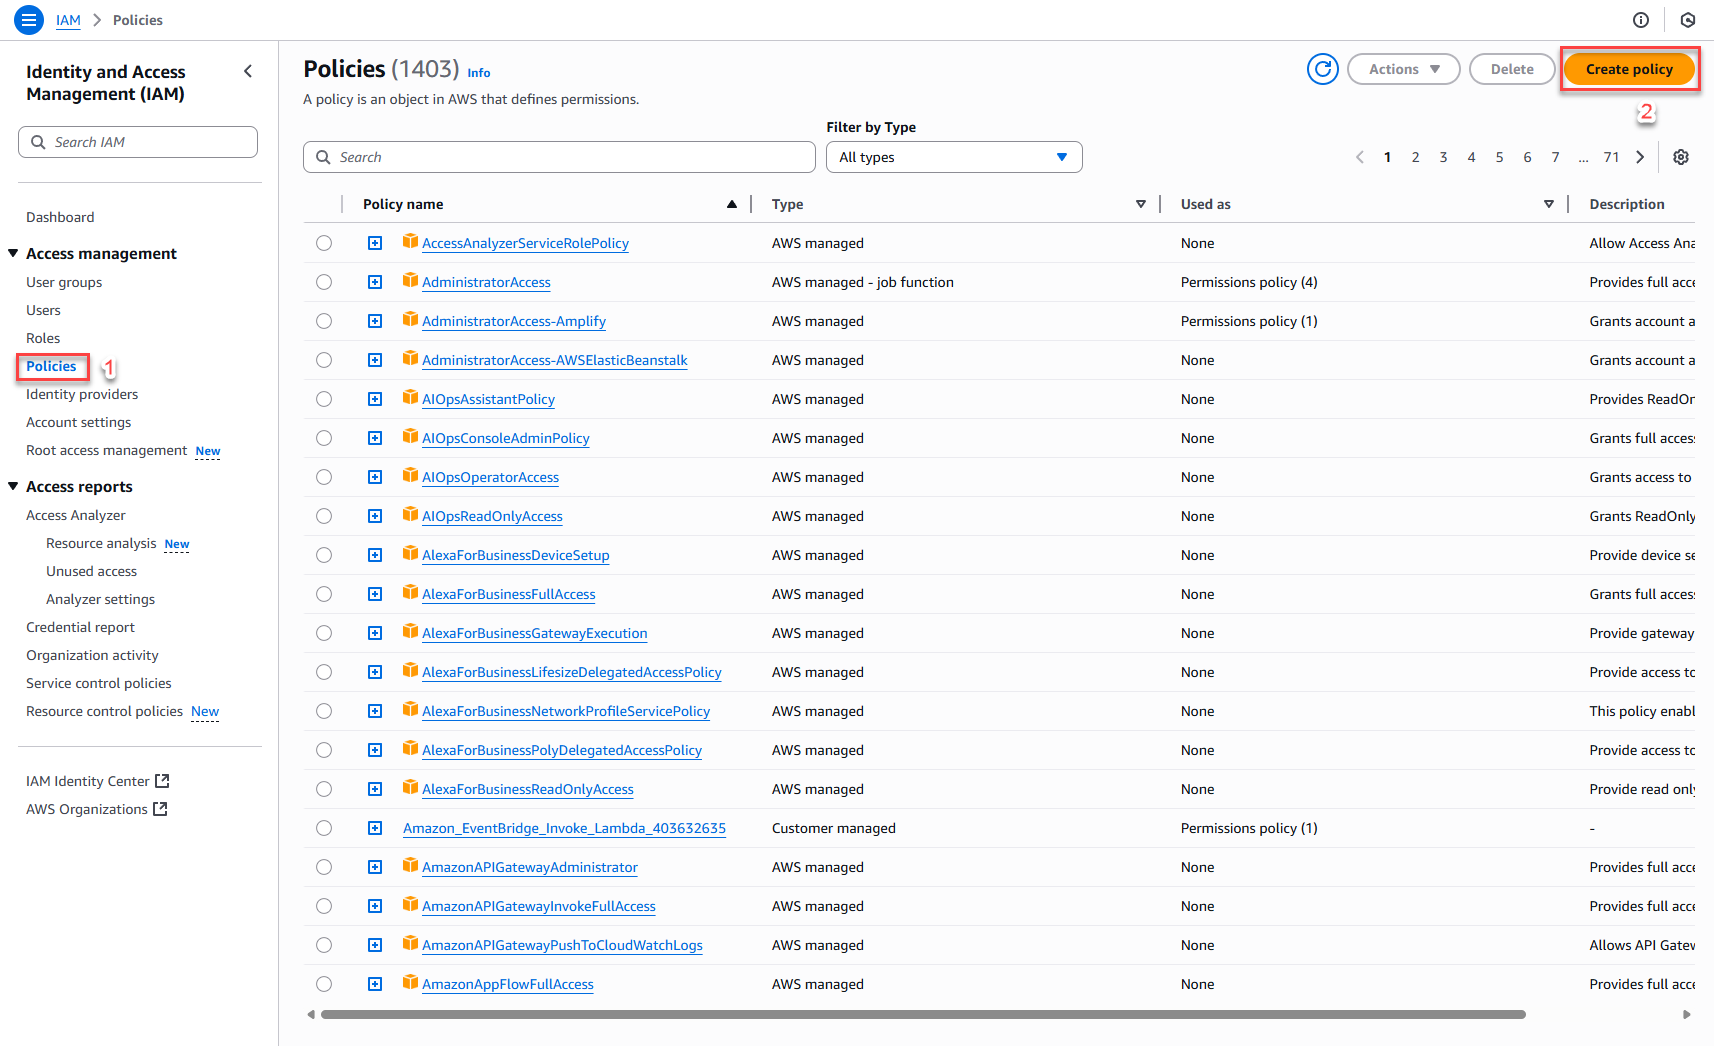 IAM > Policies
Identity and Access
Management (IAM)
Search IAM
Dashboard
Access management
User groups
Users
Roles
Policies 1
Identity providers
Account settings
Root access management New
Access reports
Access Analyzer
Resource analysis New
Unused access
Analyzer settings
Credential report
Organization activity
Service control policies
Resource control policies New
IAM Identity Center
AWS Organizations
Policies (1403) Info
Actions Delete Create policy
A policy is an object in AWS that defines permissions.
2
Filter by Type
Search All types 1 2 3 4 5 6 7 ... 71
Policy name Type Used as Description
AccessAnalyzerServiceRolePolicy AWS managed None Allow Access Ana
AdministratorAccess AWS managed - job function Permissions policy (4) Provides full acce
AdministratorAccess-Amplify AWS managed Permissions policy (1) Grants account a
AdministratorAccess-AWSElasticBeanstalk AWS managed None Grants account a
AIOpsAssistantPolicy AWS managed None Provides ReadOn
AIOpsConsoleAdminPolicy AWS managed None Grants full access
AIOpsOperatorAccess AWS managed None Grants access to
AIOpsReadOnlyAccess AWS managed None Grants ReadOnly
AlexaForBusinessDeviceSetup AWS managed None Provide device se
AlexaForBusinessFullAccess AWS managed None Grants full access
AlexaForBusinessGatewayExecution AWS managed None Provide gateway
AlexaForBusinessLifesizeDelegatedAccessPolicy AWS managed None Provide access to
AlexaForBusinessNetworkProfileServicePolicy AWS managed None This policy enabl
AlexaForBusinessPolyDelegatedAccessPolicy AWS managed None Provide access to
AlexaForBusinessReadOnlyAccess AWS managed None Provide read only
Amazon_EventBridge_Invoke_Lambda_403632635 Customer managed Permissions policy (1) -
AmazonAPIGatewayAdministrator AWS managed None Provides full acce
AmazonAPIGatewayInvokeFullAccess AWS managed None Provides full acce
AmazonAPIGatewayPushToCloudWatchLogs AWS managed None Allows API Gatew
AmazonAppFlowFullAccess AWS managed None Provides full acce